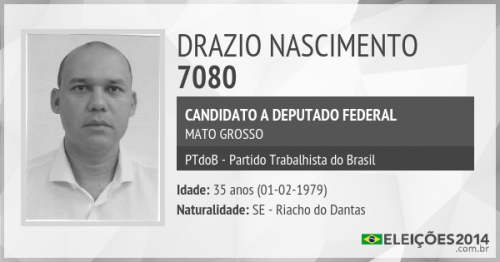 DRAZIO NASCIMENTO
7080
CANDIDATO A DEPUTADO FEDERAL
MATO GROSSO
PTdoB - Partido Trabalhista do Brasil
Idade: 35 anos (01-02-1979)
Naturalidade: SE - Riacho do Dantas
ELEIÇÕES2014
.com.br